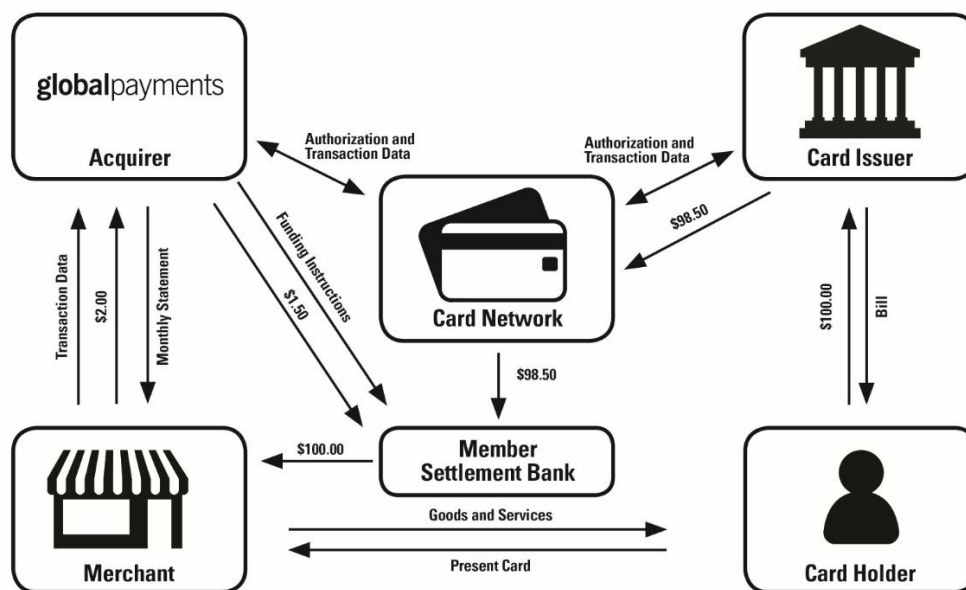 globalpayments
Acquirer
Card Issuer
Authorization and
Transaction Data
Authorization and
Transaction Data
$98.50
Card Network
Funding Instructions
$1.50
Transaction Data
$2.00
Monthly Statement
$100.00
Bill
$98.50
Member
Settlement Bank
$100.00
Goods and Services
Present Card
Merchant
Card Holder